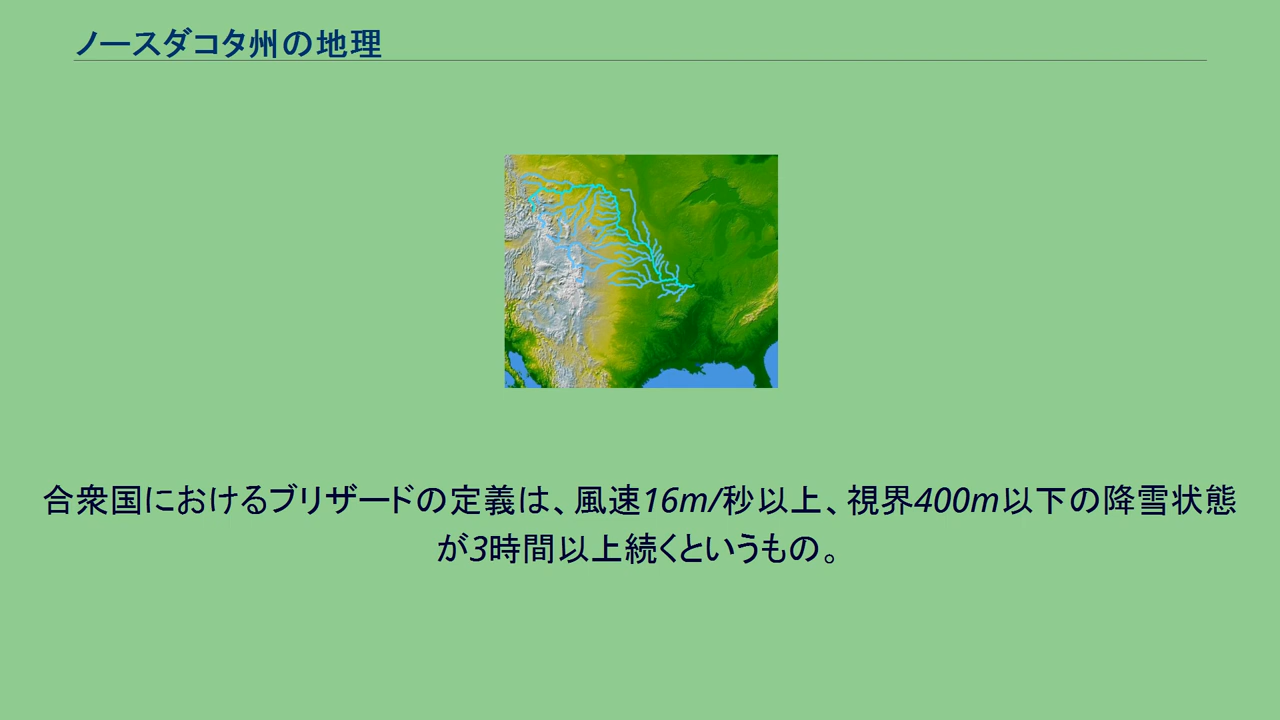 ノースダコタ州の地理
合衆国におけるブリザードの定義は、風速16m/秒以上、視界400m以下の降雪状態
が3時間以上続くというもの。